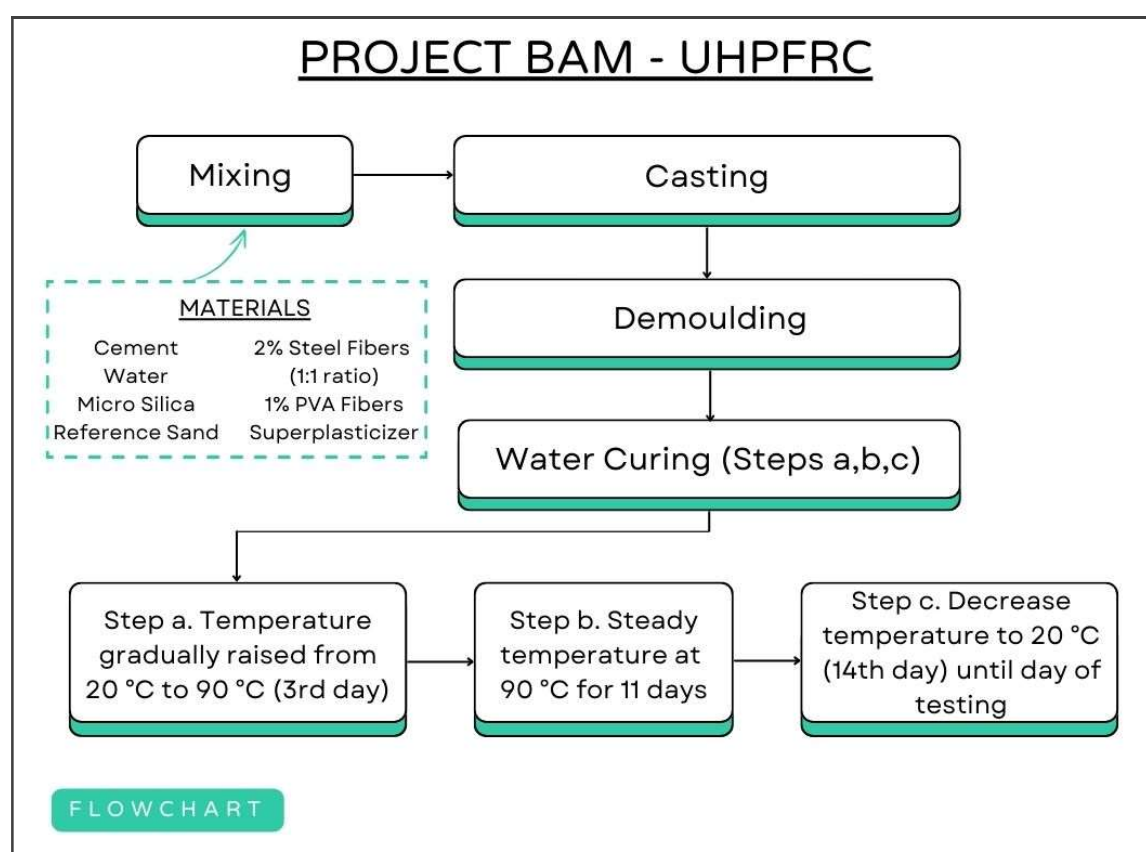 PROJECT BAM - UHPFRC
Mixing
Casting
MATERIALS
Cement
Water
Micro Silica
Reference Sand
2% Steel Fibers
(1:1 ratio)
1% PVA Fibers
Superplasticizer
Demoulding
Water Curing (Steps a,b,c)
Step a. Temperature
gradually raised from
20 °C to 90 °C (3rd day)
Step b. Steady
temperature at
90 °C for 11 days
Step c. Decrease
temperature to 20 °C
(14th day) until day of
testing
FLOWCHART